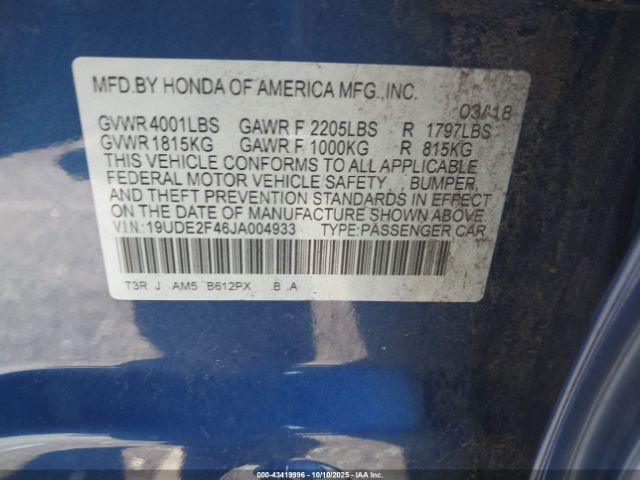 MFD.BY HONDA OF AMERICA MFG.,INC.
03/18
GVWR 4001LBS GAWR F 2205LBS R 1797LBS
GVWR 1815KG GAWR F 1000KG R 815KG
THIS VEHICLE CONFORMS TO ALL APPLICABLE
FEDERAL MOTOR VEHICLE SAFETY, BUMPER,
AND THEFT PREVENTION STANDARDS IN EFFECT
ON THE DATE OF MANUFACTURE SHOWN ABOVE.
V.I.N.: 19UDE2F46JA004933 TYPE:PASSENGER CAR
T3R J AM5 B612PX .B .A
000-43419996 - 10/10/2025 - IAA Inc.